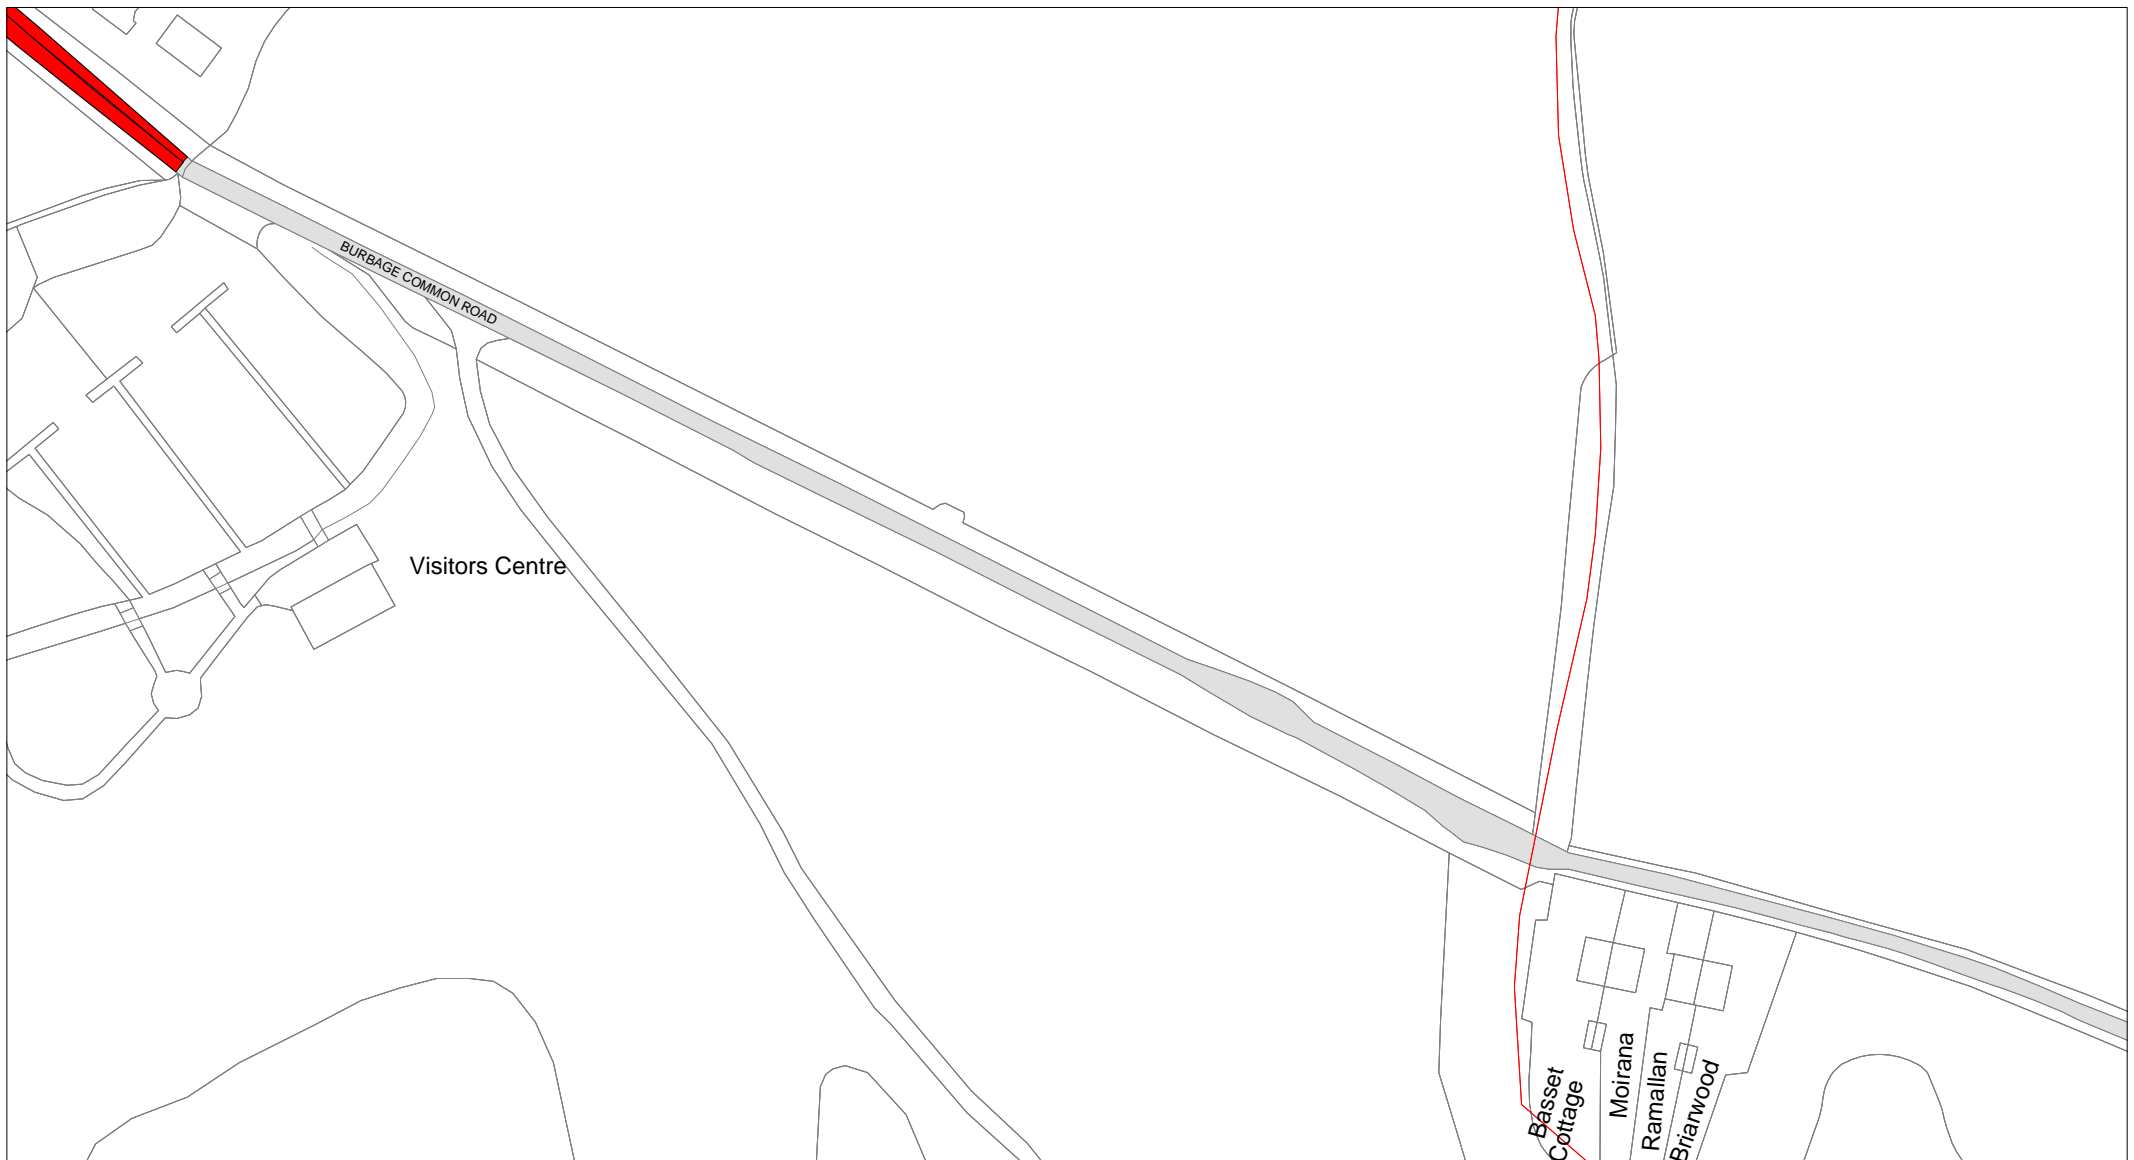 BURBAGE COMMON ROAD
Visitors Centre
Basset
Cottage
Moirana
Ramallan
Briarwood